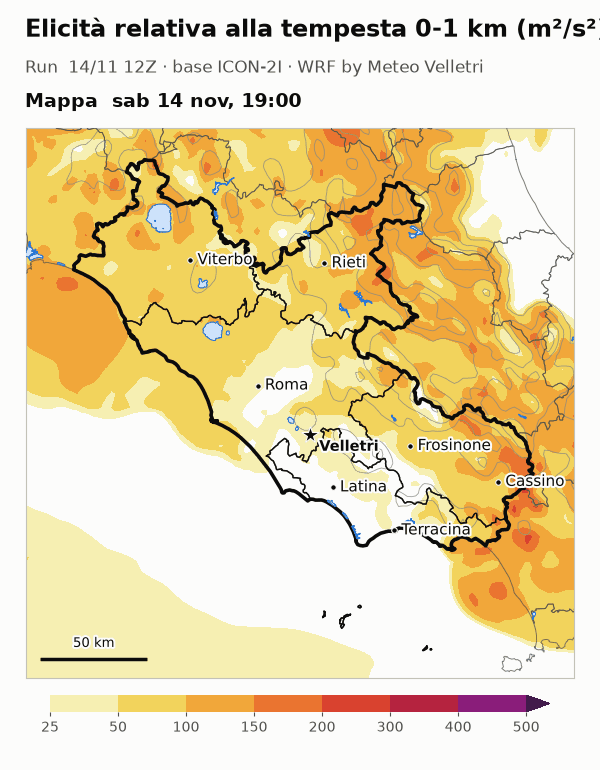 Elicità relativa alla tempesta 0-1 km (m²/s²)
Run 14/11 12Z · base ICON-2I · WRF by Meteo Velletri
Mappa sab 14 nov, 19:00
Viterbo
Rieti
Roma
Velletri
Frosinone
Cassino
Latina
Terracina
50 km
25 50 100 150 200 300 400 500